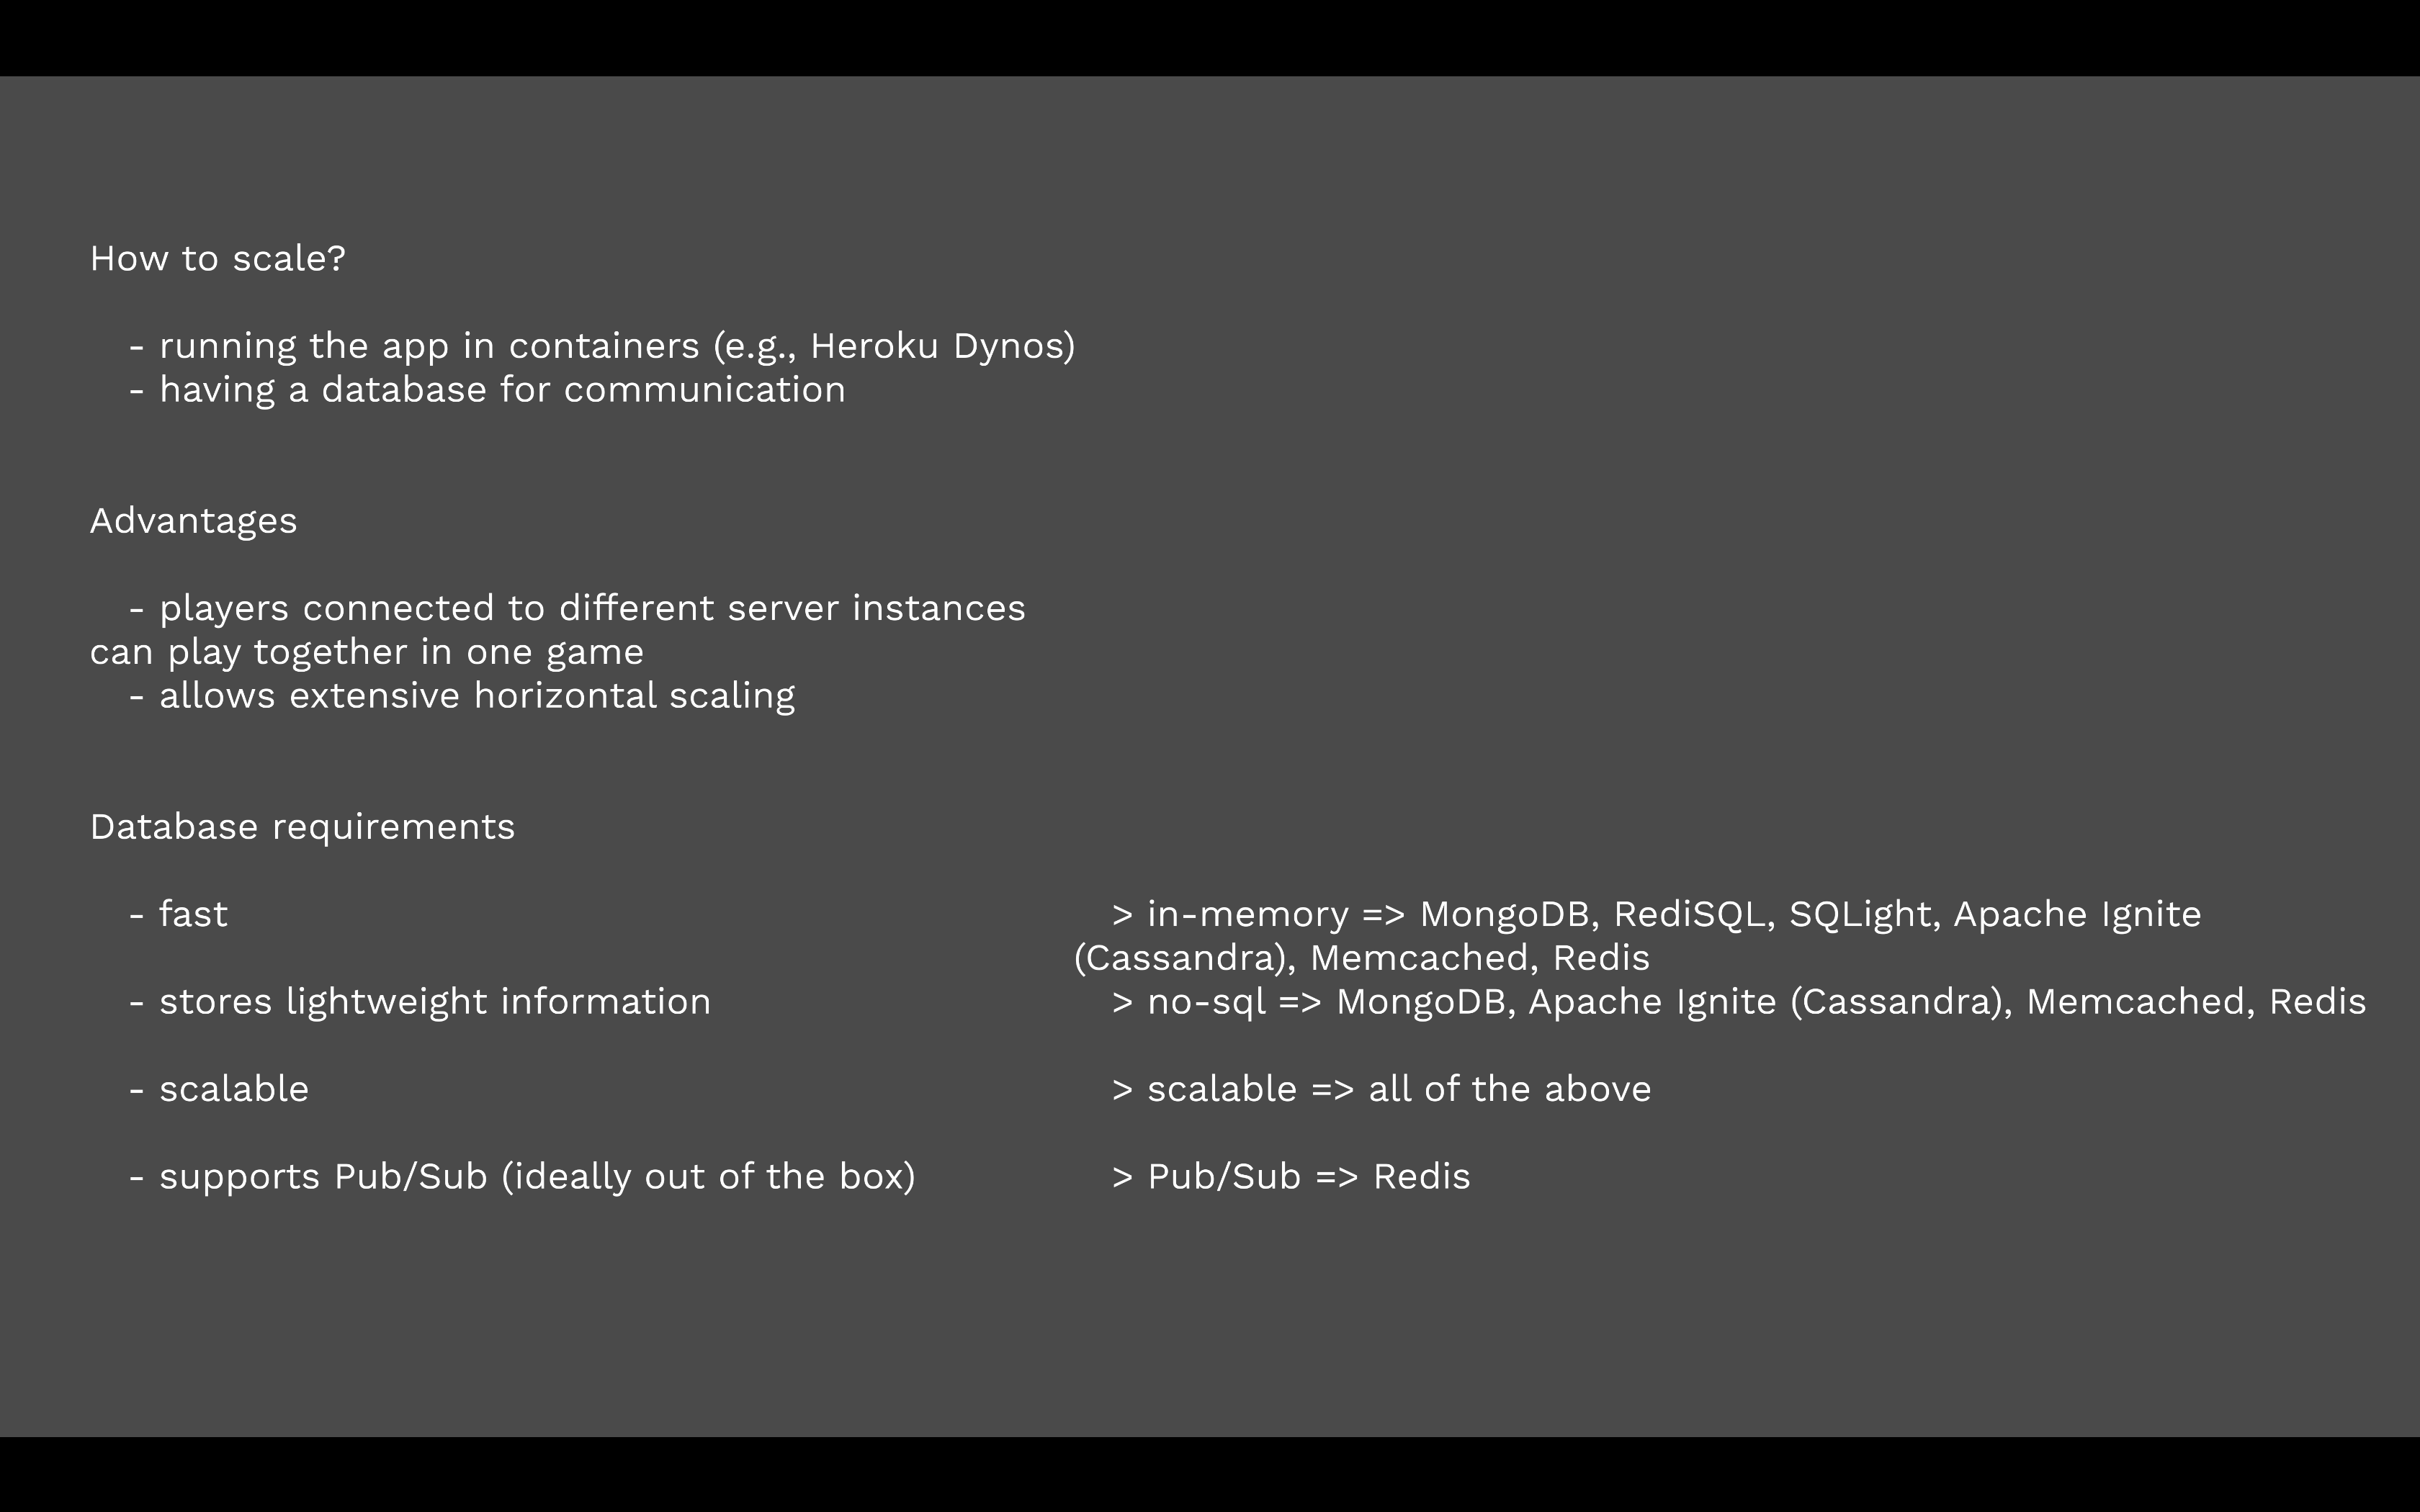 How to scale?
- running the app in containers (e.g., Heroku Dynos)
- having a database for communication
Advantages
- players connected to different server instances
can play together in one game
- allows extensive horizontal scaling
Database requirements
- fast
- stores lightweight information
- scalable
- supports Pub/Sub (ideally out of the box)
> in-memory => MongoDB, RediSQL, SQLight, Apache Ignite
(Cassandra), Memcached, Redis
> no-sql => MongoDB, Apache Ignite (Cassandra), Memcached, Redis
> scalable => all of the above
> Pub/Sub => Redis